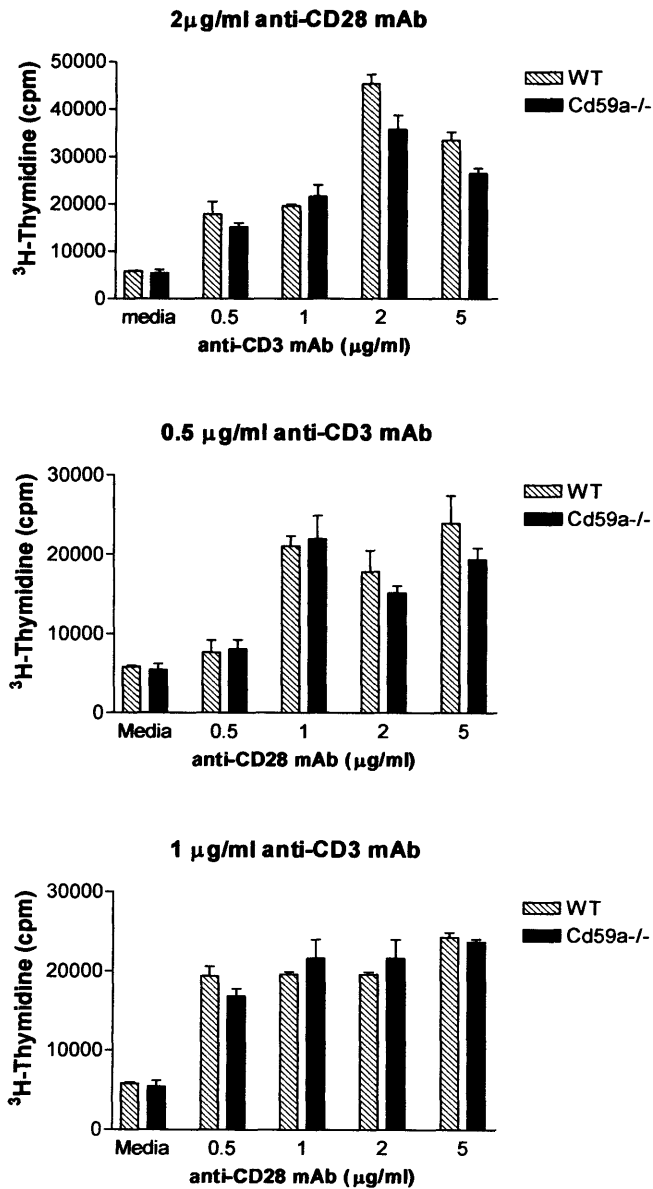 2µg/ml anti-CD28 mAb
50000
40000
30000
20000
10000
0
³H-Thymidine (cpm)
WT
Cd59a-/-
media 0.5 1 2 5
anti-CD3 mAb (µg/ml)
0.5 µg/ml anti-CD3 mAb
30000
20000
10000
0
³H-Thymidine (cpm)
WT
Cd59a-/-
Media 0.5 1 2 5
anti-CD28 mAb (µg/ml)
1 µg/ml anti-CD3 mAb
30000
20000
10000
0
³H-Thymidine (cpm)
WT
Cd59a-/-
Media 0.5 1 2 5
anti-CD28 mAb (µg/ml)